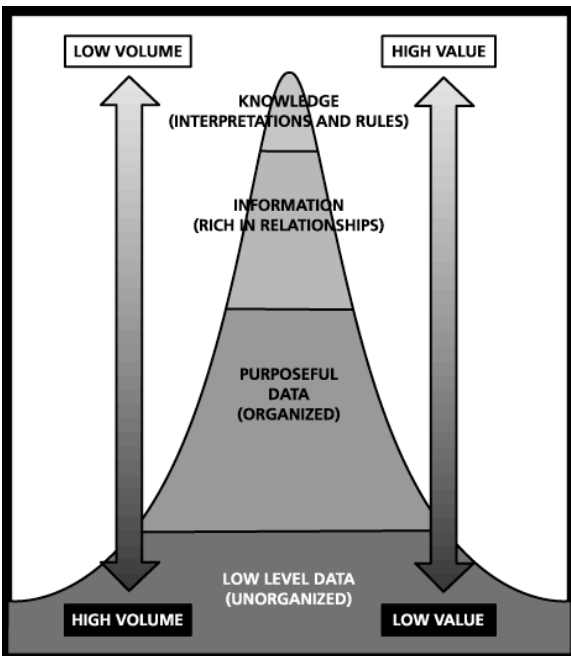 LOW VOLUME
HIGH VALUE
KNOWLEDGE
(INTERPRETATIONS AND RULES)
INFORMATION
(RICH IN RELATIONSHIPS)
PURPOSEFUL
DATA
(ORGANIZED)
LOW LEVEL DATA
(UNORGANIZED)
HIGH VOLUME
LOW VALUE